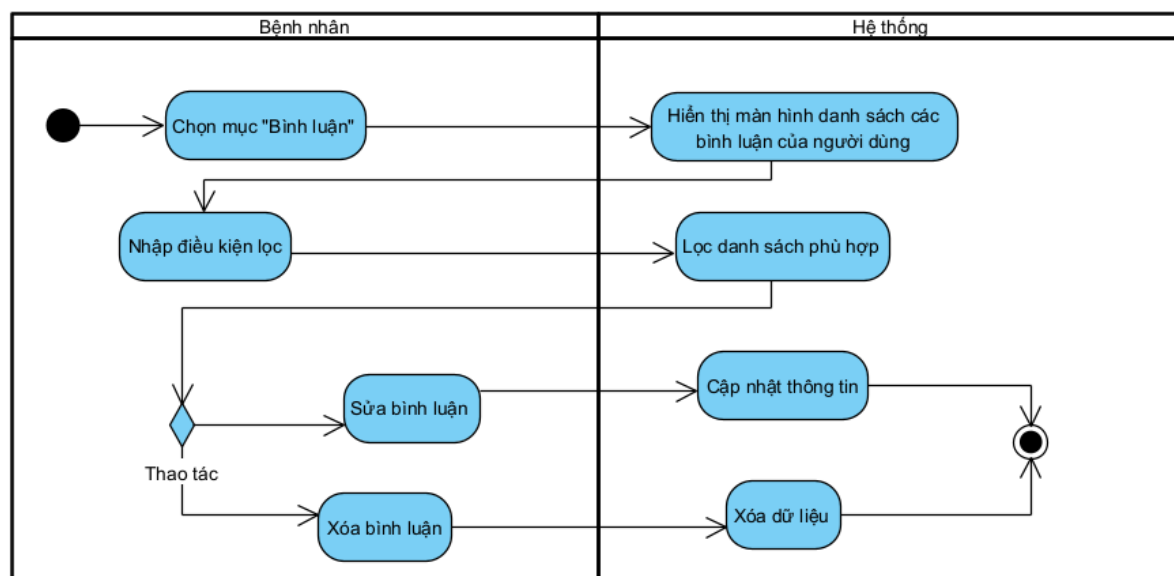 Bệnh nhân
Hệ thống
Chọn mục "Bình luận"
Hiển thị màn hình danh sách các
bình luận của người dùng
Nhập điều kiện lọc
Lọc danh sách phù hợp
Sửa bình luận
Cập nhật thông tin
Thao tác
Xóa bình luận
Xóa dữ liệu